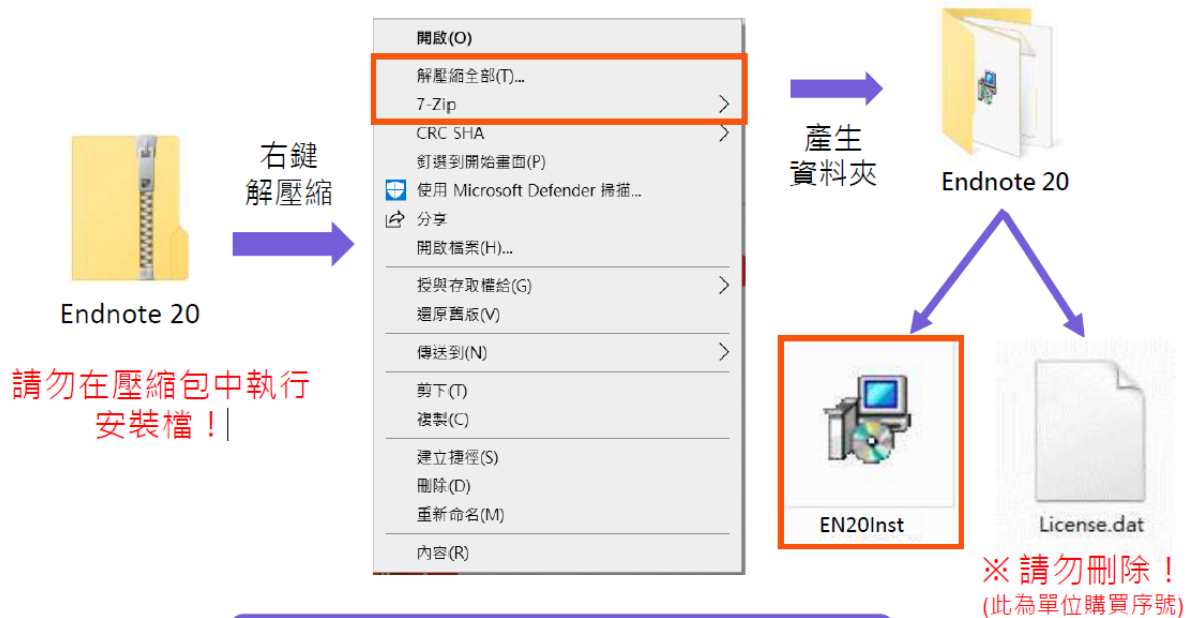 Endnote 20
請勿在壓縮包中執行
安裝檔！
右鍵
解壓縮
開啟(O)
解壓縮全部(T)...
7-Zip
CRC SHA
釘選到開始畫面(P)
使用 Microsoft Defender 掃描...
分享
開啟檔案(H)...
授與存取權給(G)
還原舊版(V)
傳送到(N)
剪下(T)
複製(C)
建立捷徑(S)
刪除(D)
重新命名(M)
內容(R)
產生
資料夾
Endnote 20
EN20Inst
License.dat
※ 請勿刪除！
(此為單位購買序號)